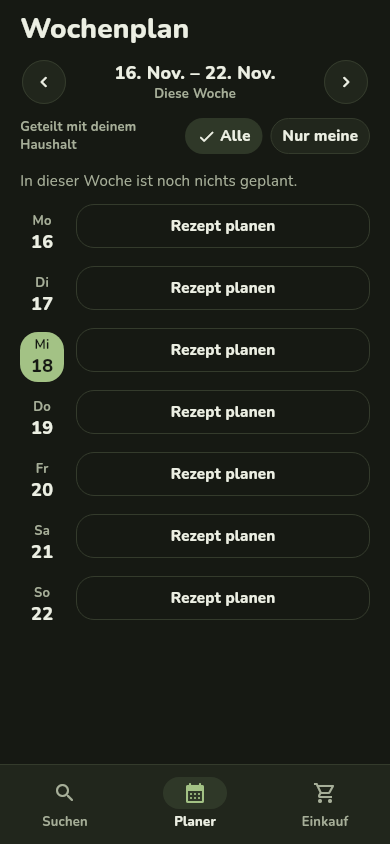 Wochenplan
16. Nov. – 22. Nov.
Diese Woche
Geteilt mit deinem
Haushalt
Alle
Nur meine
In dieser Woche ist noch nichts geplant.
Mo
16
Rezept planen
Di
17
Rezept planen
Mi
18
Rezept planen
Do
19
Rezept planen
Fr
20
Rezept planen
Sa
21
Rezept planen
So
22
Rezept planen
Suchen
Planer
Einkauf